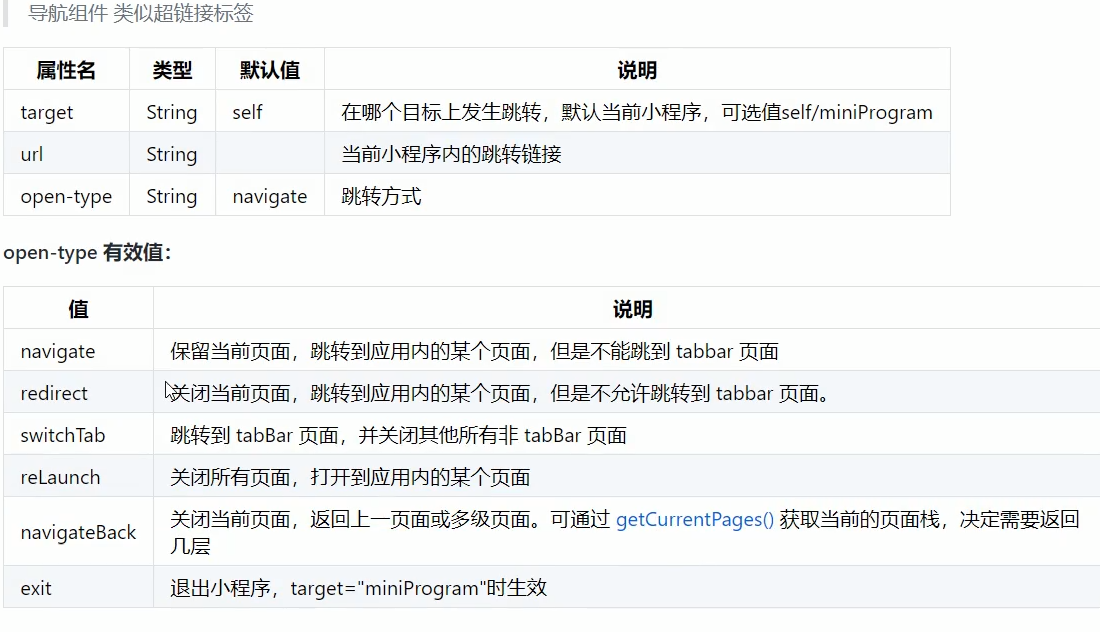 导航组件 类似超链接标签
属性名 类型 默认值 说明
target String self 在哪个目标上发生跳转，默认当前小程序，可选值self/miniProgram
url String 当前小程序内的跳转链接
open-type String navigate 跳转方式
open-type 有效值：
值 说明
navigate 保留当前页面，跳转到应用内的某个页面，但是不能跳到 tabbar 页面
redirect 关闭当前页面，跳转到应用内的某个页面，但是不允许跳转到 tabbar 页面。
switchTab 跳转到 tabBar 页面，并关闭其他所有非 tabBar 页面
reLaunch 关闭所有页面，打开到应用内的某个页面
navigateBack 关闭当前页面，返回上一页面或多级页面。可通过 getCurrentPages() 获取当前的页面栈，决定需要返回
几层
exit 退出小程序，target="miniProgram"时生效